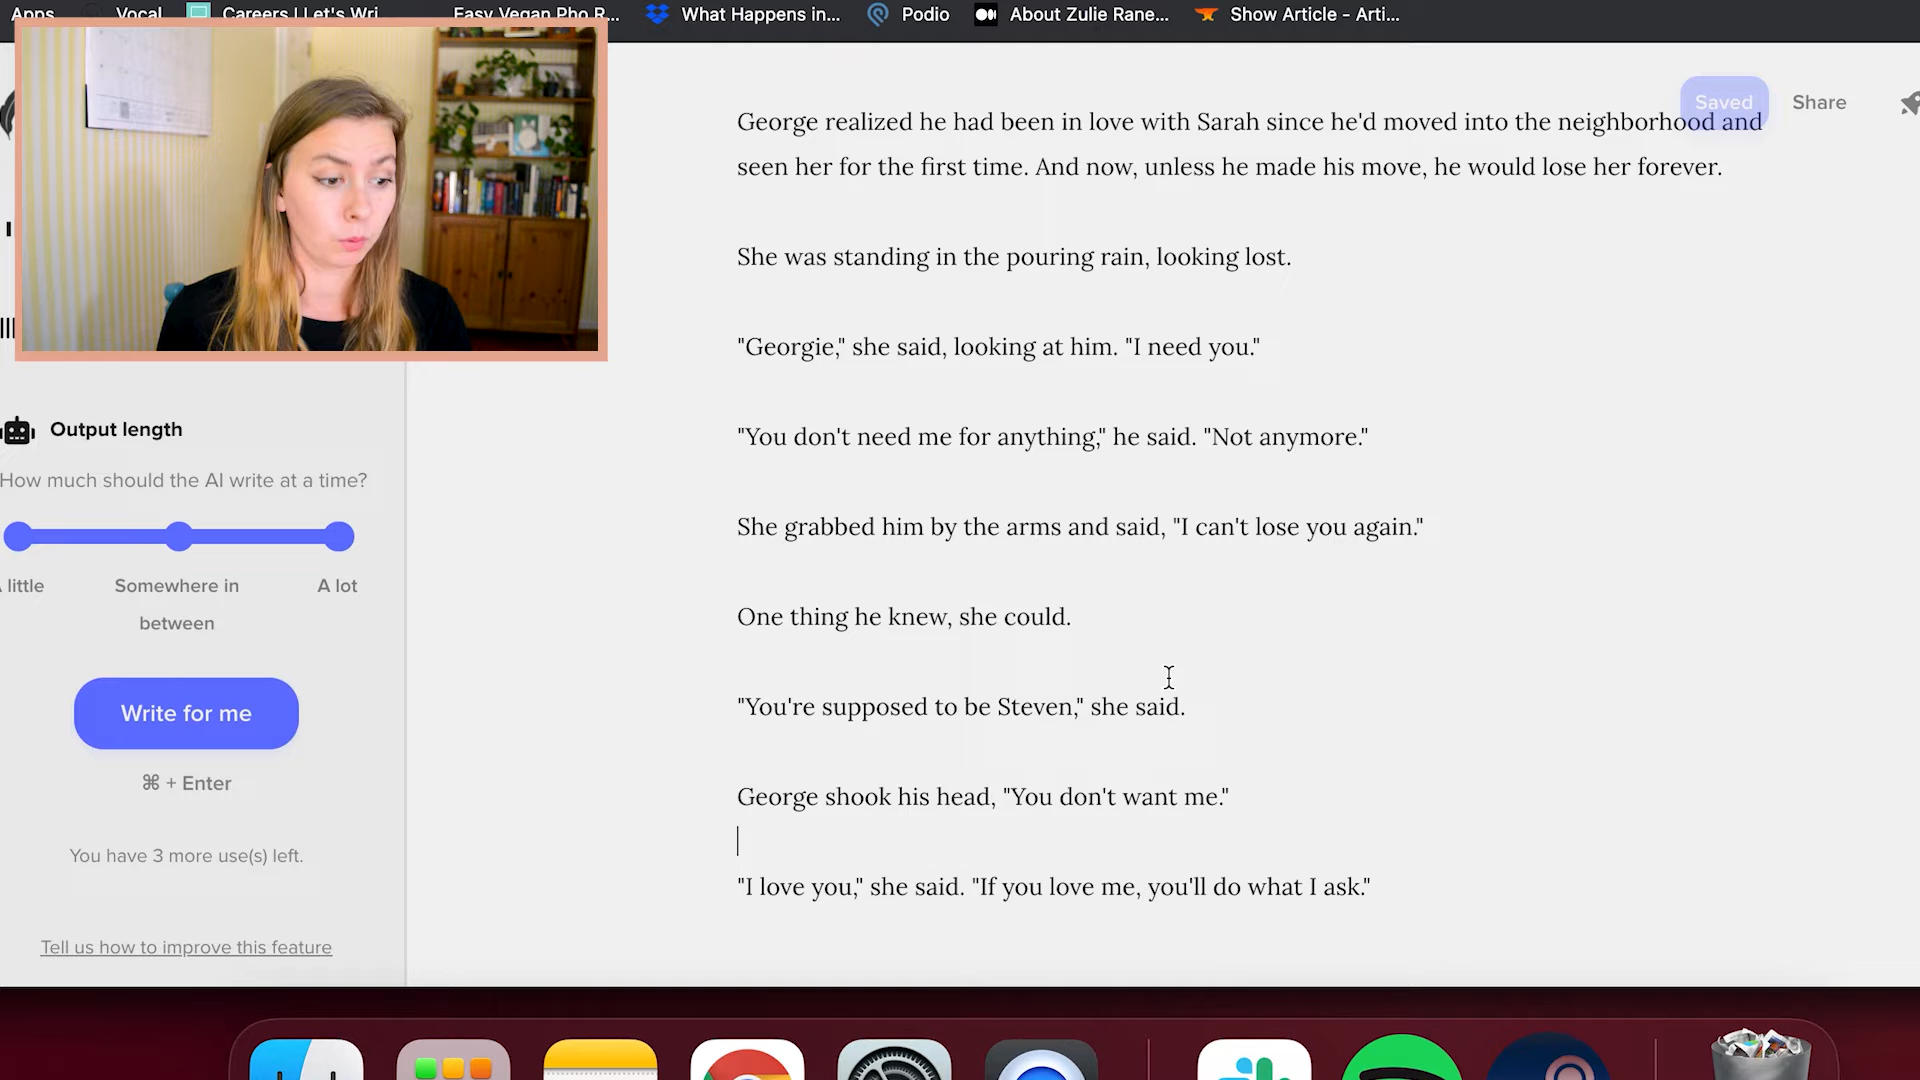 Apps
Vocal
Careers | Let's Wri...
Easy Vegan Pho R...
What Happens in...
Podio
About Zulie Rane...
Show Article - Arti...
Saved
Share
George realized he had been in love with Sarah since he'd moved into the neighborhood and
seen her for the first time. And now, unless he made his move, he would lose her forever.
She was standing in the pouring rain, looking lost.
"Georgie," she said, looking at him. "I need you."
"You don't need me for anything," he said. "Not anymore."
She grabbed him by the arms and said, "I can't lose you again."
One thing he knew, she could.
"You're supposed to be Steven," she said.
George shook his head, "You don't want me."
"I love you," she said. "If you love me, you'll do what I ask."
Output length
How much should the AI write at a time?
little
Somewhere in
between
A lot
Write for me
⌘ + Enter
You have 3 more use(s) left.
Tell us how to improve this feature